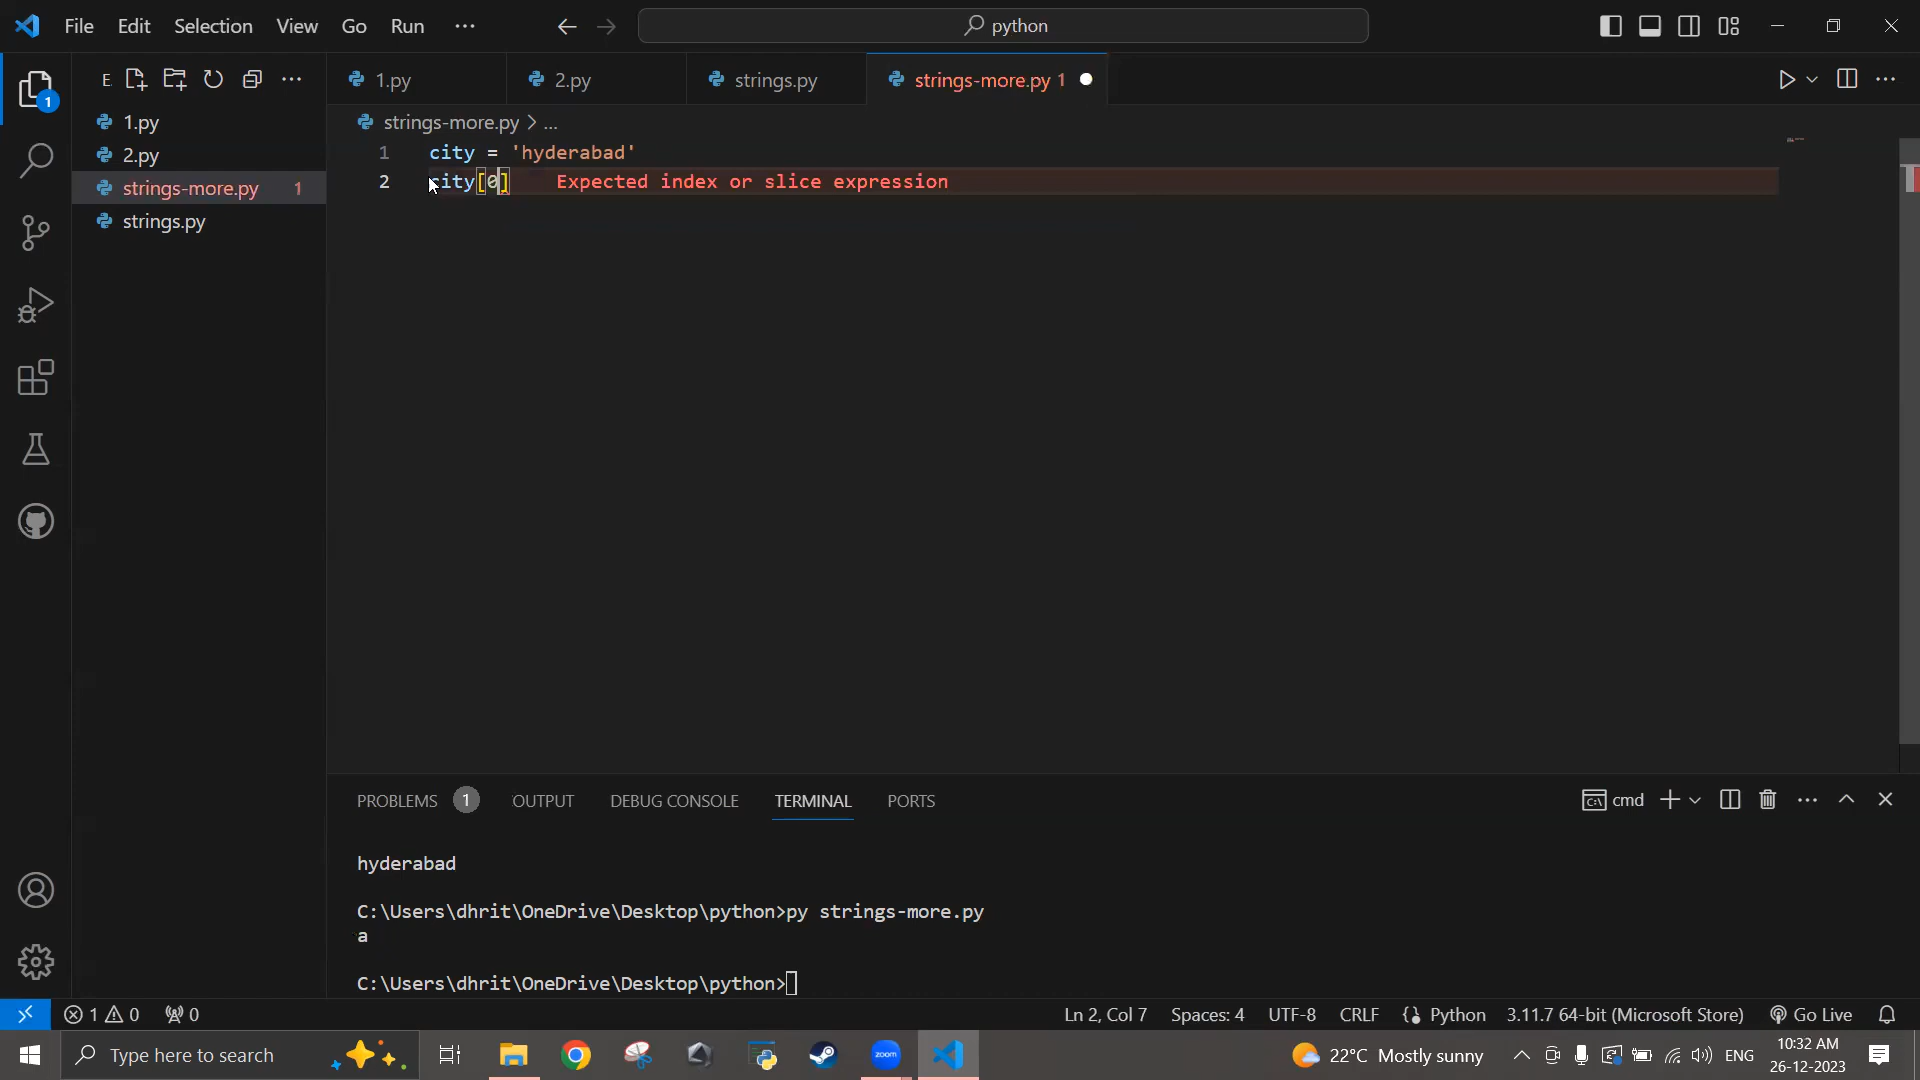 File Edit Selection View Go Run ··· python
E
1.py
2.py
strings-more.py 1
strings.py
1
1.py 2.py strings.py strings-more.py 1
strings-more.py > ...
1 city = 'hyderabad'
2 city[0] Expected index or slice expression
PROBLEMS 1 OUTPUT DEBUG CONSOLE TERMINAL PORTS cmd
hyderabad
C:\Users\dhrit\OneDrive\Desktop\python>py strings-more.py
a
C:\Users\dhrit\OneDrive\Desktop\python>
1 0 0 Ln 2, Col 7 Spaces: 4 UTF-8 CRLF Python 3.11.7 64-bit (Microsoft Store) Go Live
Type here to search zoom 22°C Mostly sunny ENG 10:32 AM
26-12-2023